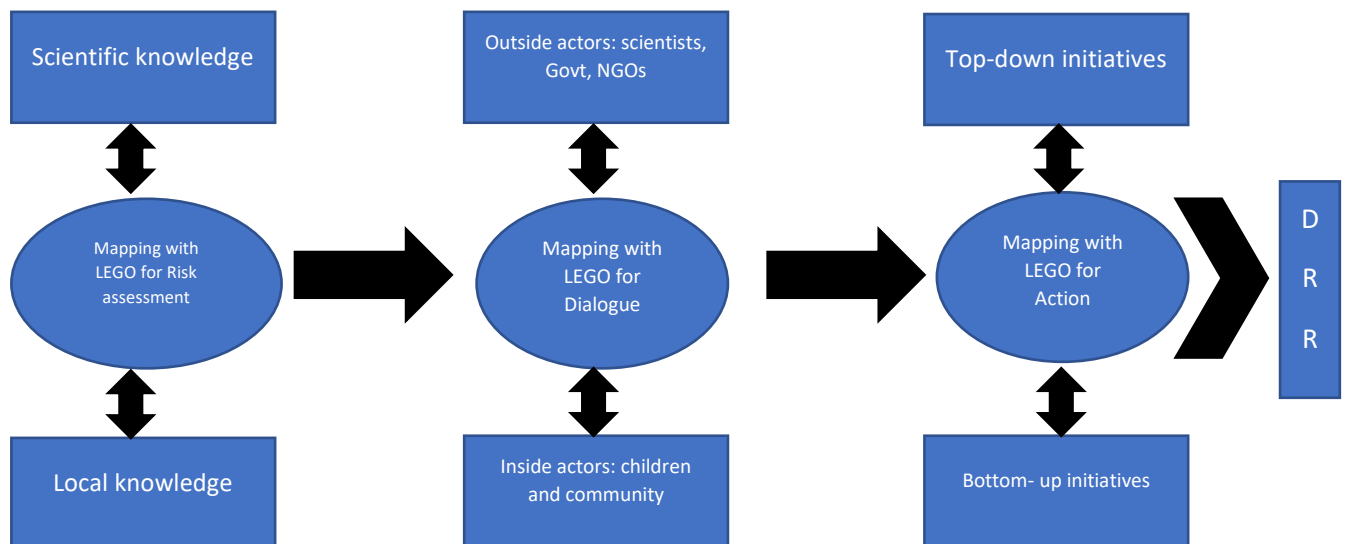 Scientific knowledge
Outside actors: scientists,
Govt, NGOs
Top-down initiatives
Mapping with
LEGO for Risk
assessment
Mapping with
LEGO for
Dialogue
Mapping with
LEGO for
Action
D
R
R
Local knowledge
Inside actors: children
and community
Bottom- up initiatives